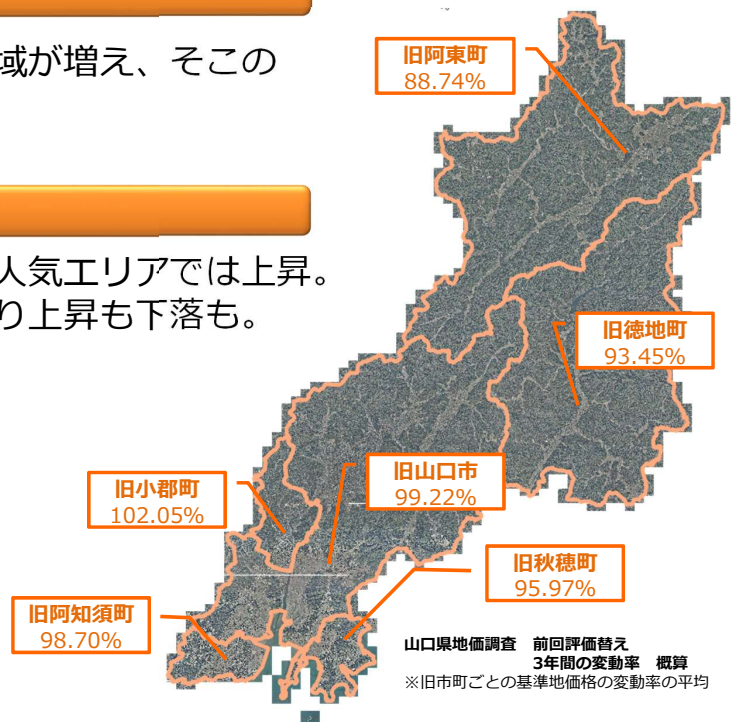 域が増え、そこの
人気エリアでは上昇。
り上昇も下落も。
旧阿東町
88.74%
旧徳地町
93.45%
旧山口市
99.22%
旧小郡町
102.05%
旧秋穂町
95.97%
旧阿知須町
98.70%
山口県地価調査　前回評価替え
3年間の変動率　概算
※旧市町ごとの基準地価格の変動率の平均